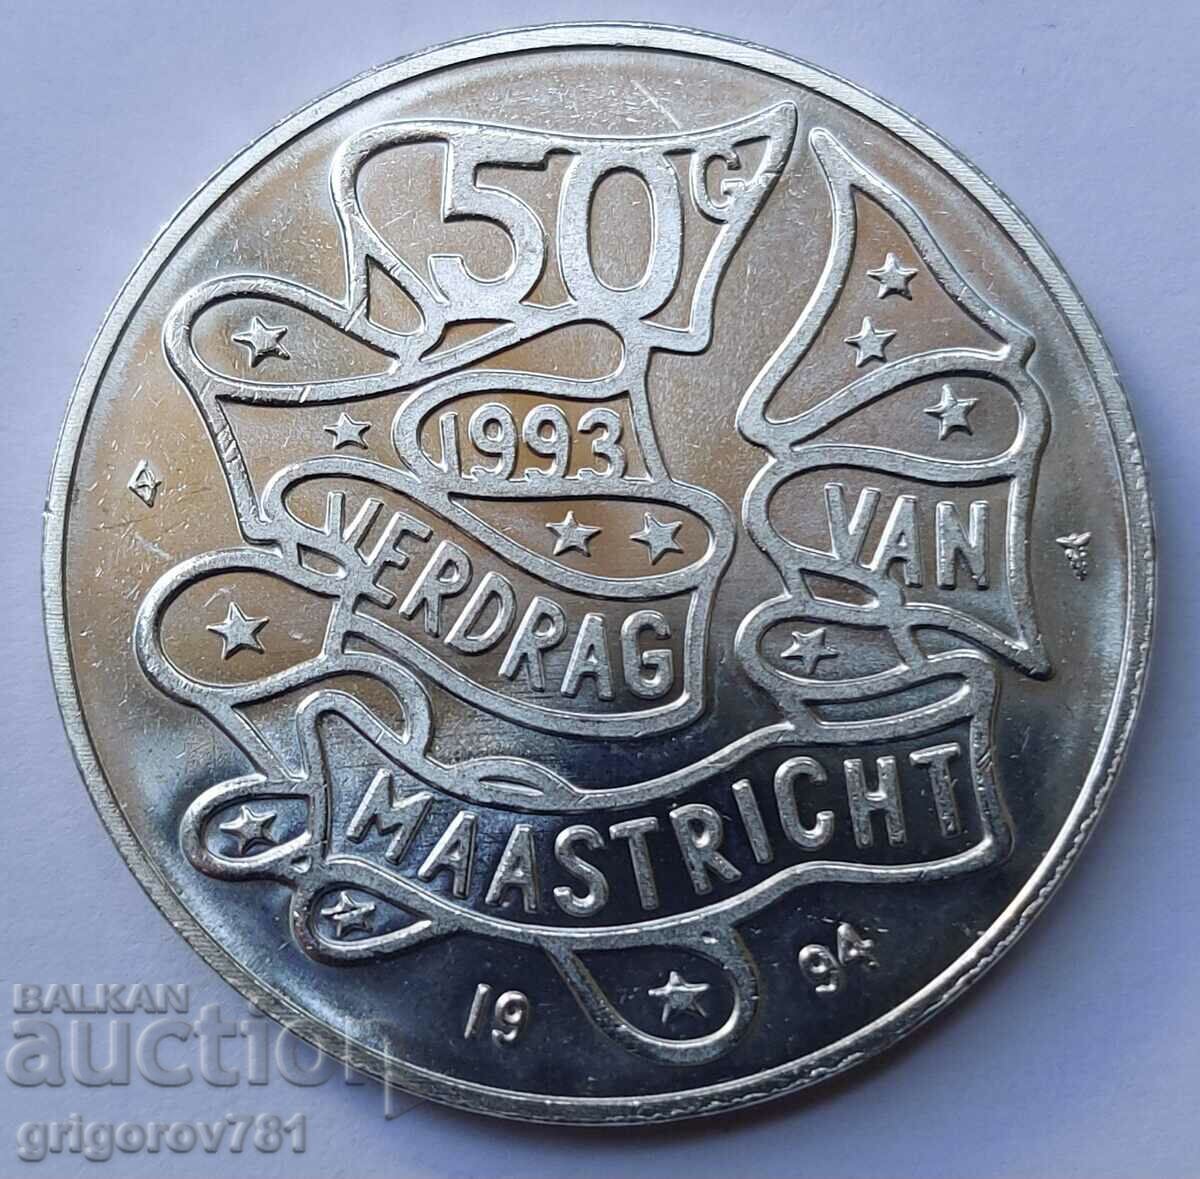 50G
1993
VERDRAG
VAN
MAASTRICHT
19 94
BALKAN
auction
grigorov781